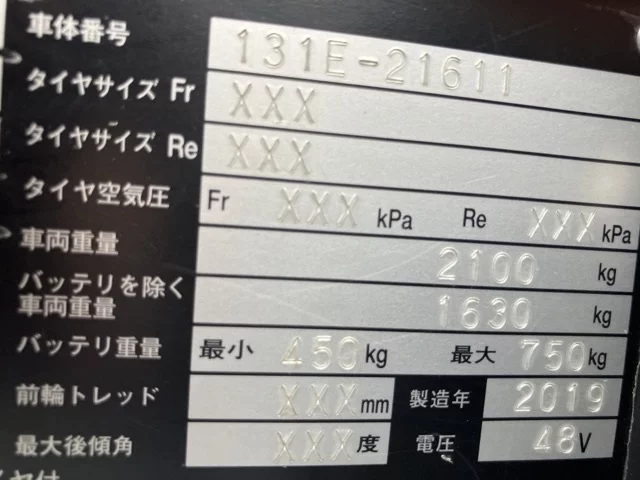 車体番号 131E-21611
タイヤサイズ Fr XXX
タイヤサイズ Re XXX
タイヤ空気圧 Fr XXX kPa Re XXX kPa
車両重量 2100 kg
バッテリを除く
車両重量 1630 kg
バッテリ重量 最小 450 kg 最大 750 kg
前輪トレッド XXX mm 製造年 2019
最大後傾角 XXX 度 電圧 48 V